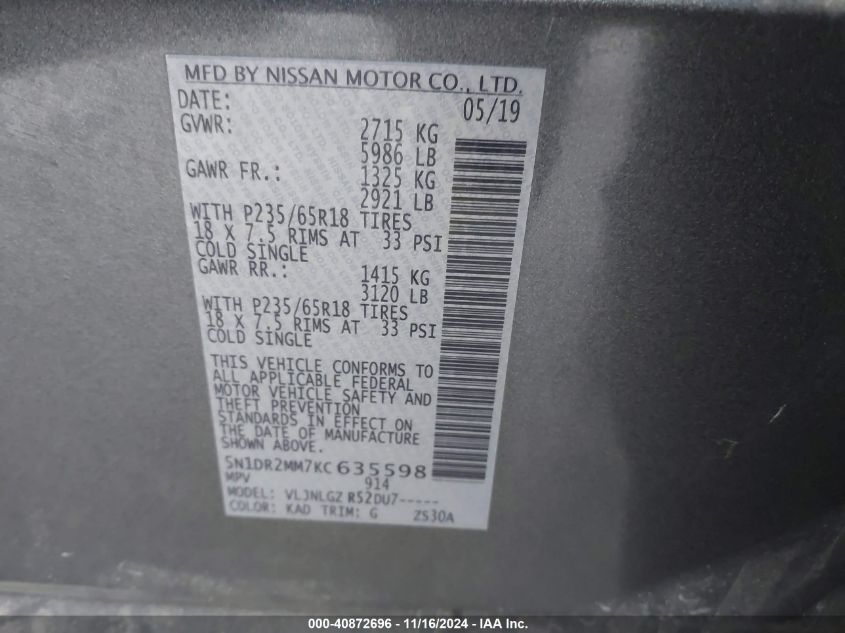 MFD BY NISSAN MOTOR CO., LTD.
DATE: 05/19
GVWR: 2715 KG
5986 LB
GAWR FR.: 1325 KG
2921 LB
WITH P235/65R18 TIRES
18 X 7.5 RIMS AT 33 PSI
COLD SINGLE
GAWR RR.: 1415 KG
3120 LB
WITH P235/65R18 TIRES
18 X 7.5 RIMS AT 33 PSI
COLD SINGLE
THIS VEHICLE CONFORMS TO
ALL APPLICABLE FEDERAL
MOTOR VEHICLE SAFETY AND
THEFT PREVENTION
STANDARDS IN EFFECT ON
THE DATE OF MANUFACTURE
SHOWN ABOVE.
5N1DR2MM7KC635598
MPV 914
MODEL: VLJNLGZ R52DU7-----
COLOR: KAD TRIM: G ZS30A
000-40872696 - 11/16/2024 - IAA Inc.